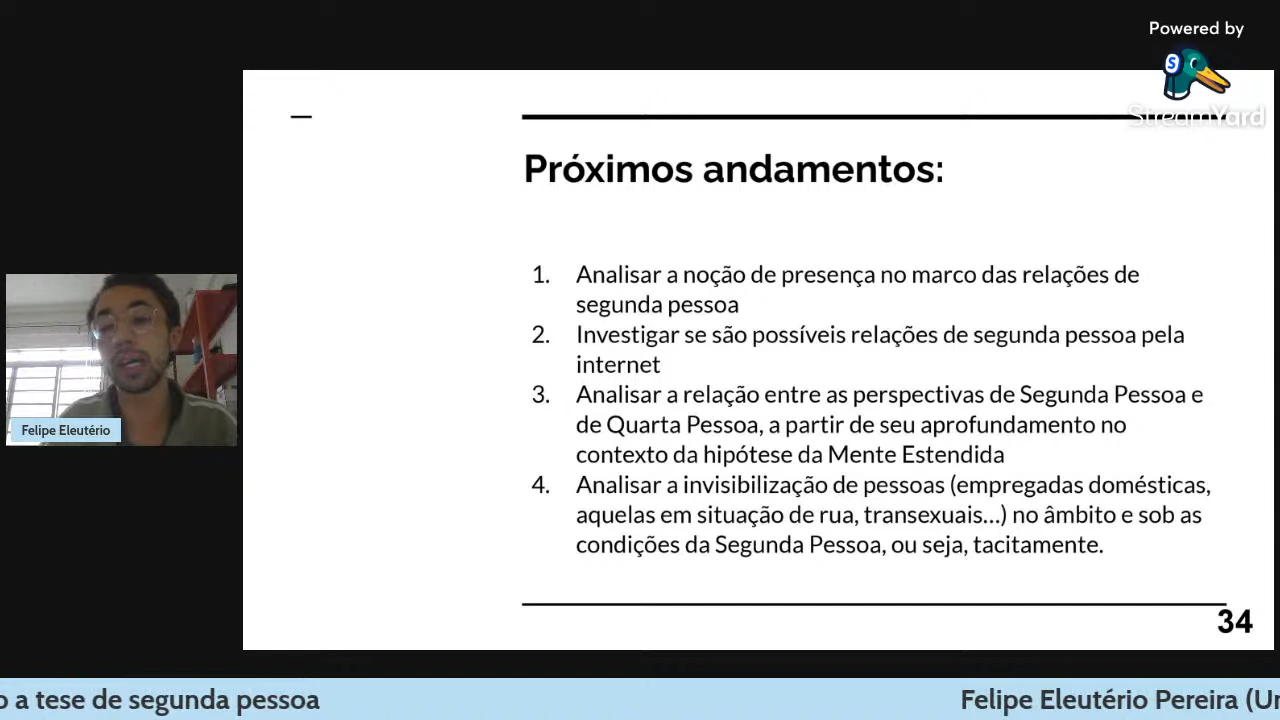 Powered by
StreamYard
Próximos andamentos:
1. Analisar a noção de presença no marco das relações de
segunda pessoa
2. Investigar se são possíveis relações de segunda pessoa pela
internet
3. Analisar a relação entre as perspectivas de Segunda Pessoa e
de Quarta Pessoa, a partir de seu aprofundamento no
contexto da hipótese da Mente Estendida
4. Analisar a invisibilização de pessoas (empregadas domésticas,
aquelas em situação de rua, transexuais...) no âmbito e sob as
condições da Segunda Pessoa, ou seja, tacitamente.
34
Felipe Eleutério
o a tese de segunda pessoa
Felipe Eleutério Pereira (Un